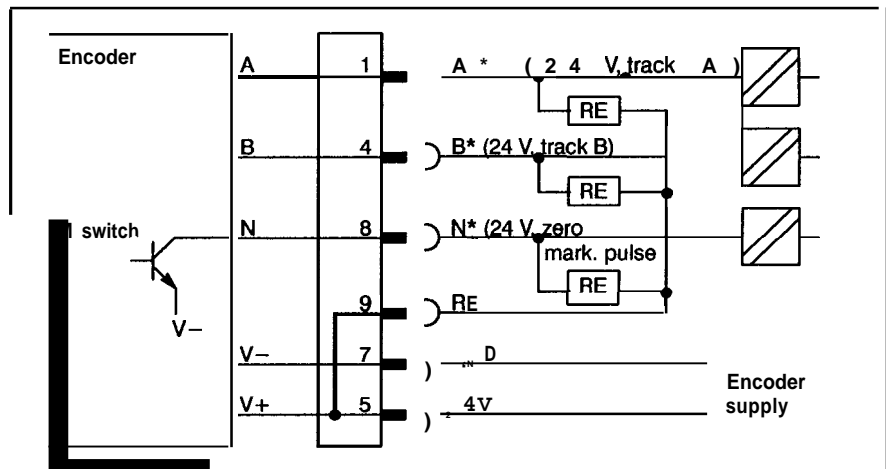 Encoder
A 1 A * ( 2 4 V, track A )
RE
B 4 B* (24 V, track B)
RE
switch N 8 N* (24 V, zero
mark. pulse
RE
V–
9 RE
V– 7 ) D
V+ 5 ) 4V
Encoder
supply